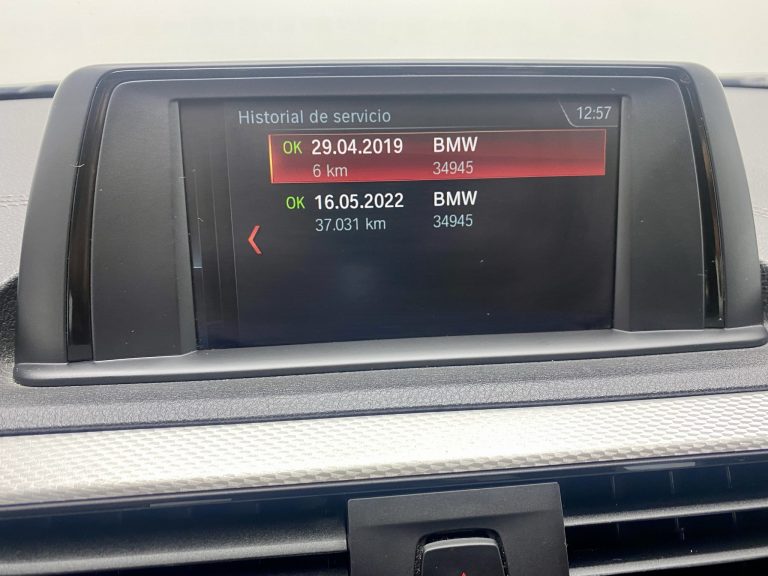 Historial de servicio 12:57
OK 29.04.2019 BMW
6 km 34945
OK 16.05.2022 BMW
37.031 km 34945